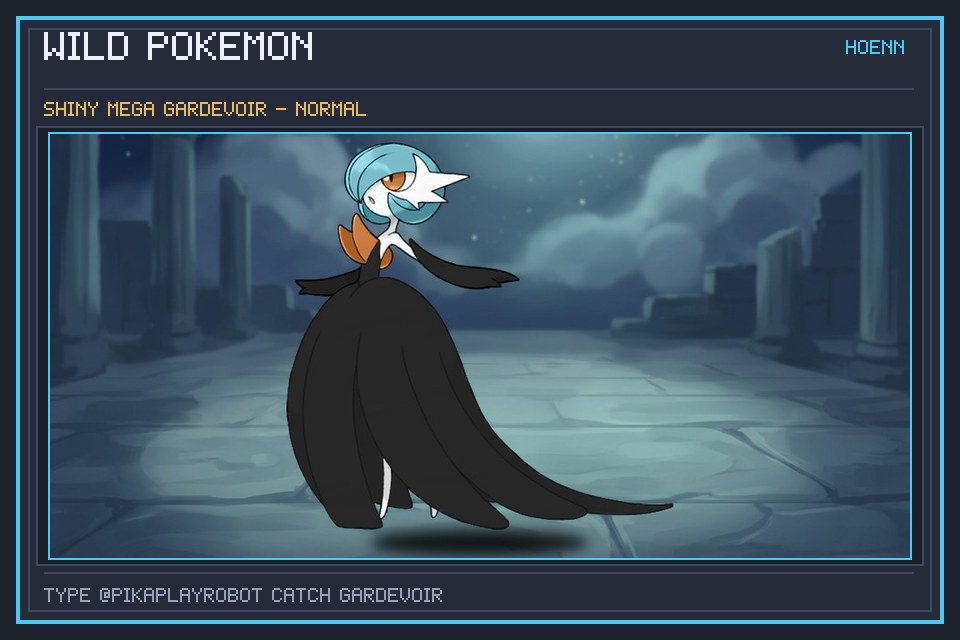 WILD POKEMON
HOENN
SHINY MEGA GARDEVOIR - NORMAL
TYPE @PIKAPLAYROBOT CATCH GARDEVOIR